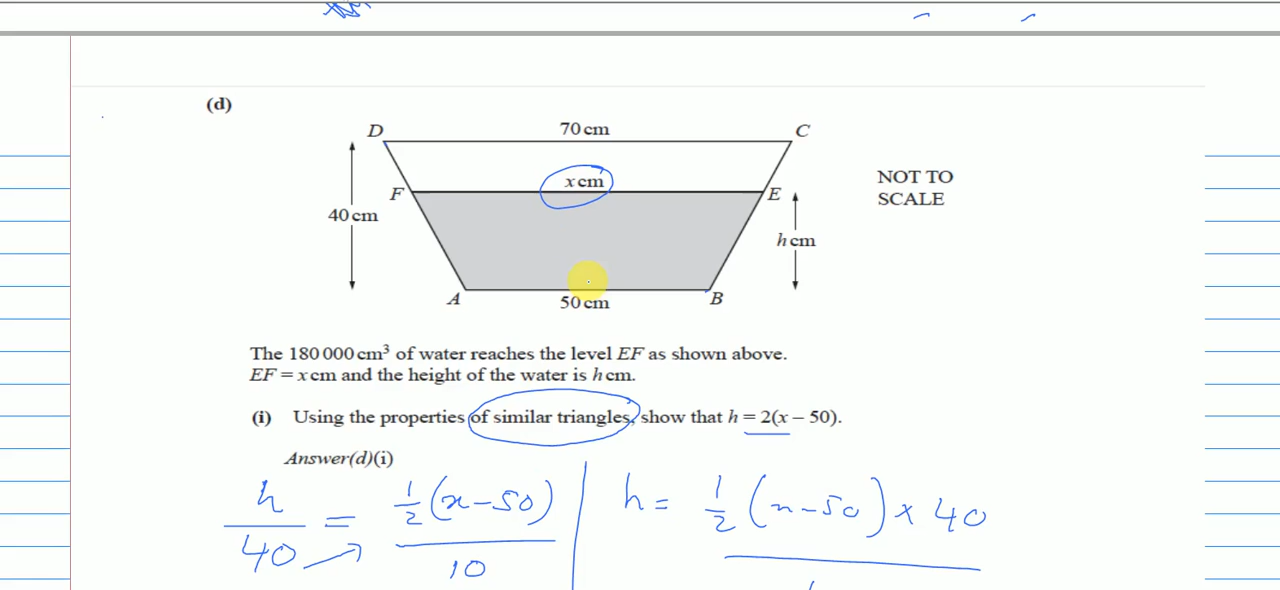 (d)
D 70 cm C
x cm
F E
NOT TO
SCALE
40 cm
h cm
A B
50 cm
The 180 000 cm³ of water reaches the level EF as shown above.
EF = x cm and the height of the water is h cm.
(i) Using the properties of similar triangles, show that h = 2(x – 50).
Answer(d)(i)
h/40 = 1/2(x-50)/10
h = 1/2(x-50) × 40